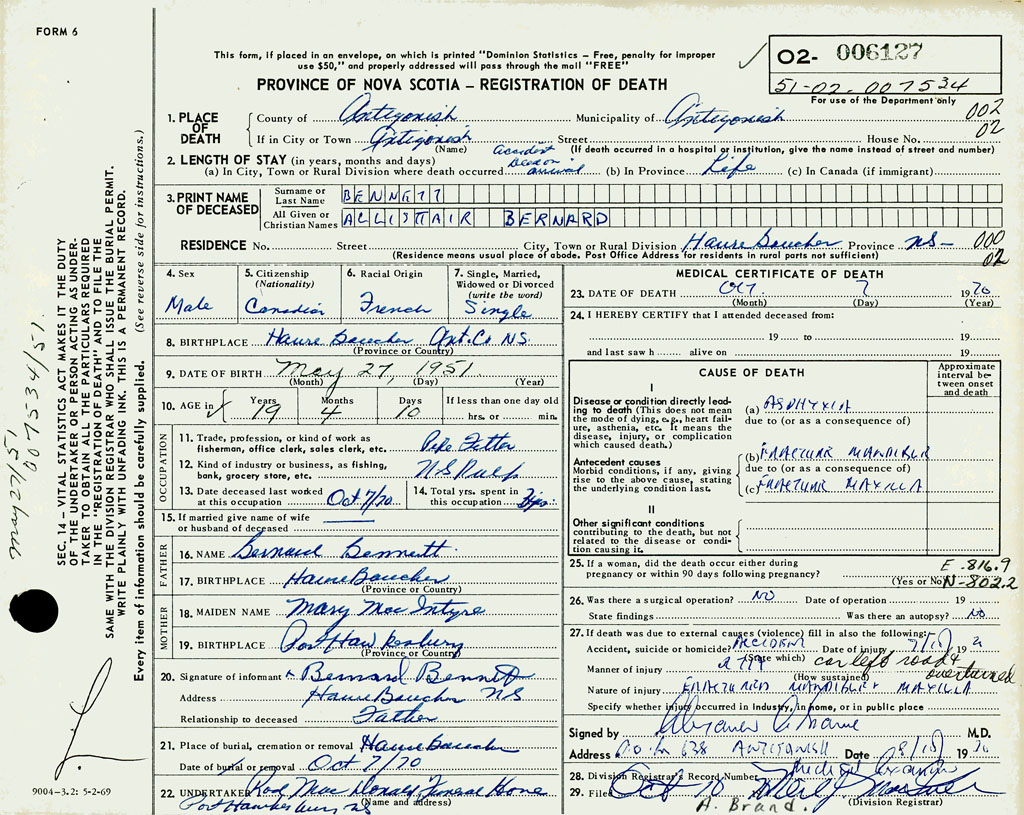 FORM 6
This form, if placed in an envelope, on which is printed "Dominion Statistics – Free, penalty for improper
use $50," and properly addressed will pass through the mail "FREE"
02- 006127
51-02-007534
For use of the Department only
PROVINCE OF NOVA SCOTIA – REGISTRATION OF DEATH
002
02
1. PLACE OF DEATH
County of Antigonish Municipality of Antigonish
If in City or Town Antigonish Street House No.
(Name) (If death occurred in a hospital or institution, give the name instead of street and number)
2. LENGTH OF STAY (in years, months and days) accident
(a) In City, Town or Rural Division where death occurred arrival (b) In Province Life (c) In Canada (if immigrant)
3. PRINT NAME OF DECEASED
Surname or Last Name BENNETT
All Given or Christian Names ALLISTAIR BERNARD
RESIDENCE No. Street City, Town or Rural Division Havre Boucher Province NS- 000
(Residence means usual place of abode. Post Office Address for residents in rural parts not sufficient) 02
4. Sex
Male
5. Citizenship
(Nationality)
Canadian
6. Racial Origin
French
7. Single, Married,
Widowed or Divorced
(write the word)
Single
8. BIRTHPLACE Havre Boucher Ant. Co NS
(Province or Country)
9. DATE OF BIRTH May 27, 1951
(Month) (Day) (Year)
10. AGE in Years Months Days If less than one day old
19 4 10 hrs. or min.
OCCUPATION
11. Trade, profession, or kind of work as
fisherman, office clerk, sales clerk, etc. Pipe Fitter
12. Kind of industry or business, as fishing,
bank, grocery store, etc. NS Pulp
13. Date deceased last worked
at this occupation Oct 7/70
14. Total yrs. spent in
this occupation
15. If married give name of wife
or husband of deceased
FATHER
16. NAME Bernard Bennett
17. BIRTHPLACE Havre Boucher
(Province or Country)
MOTHER
18. MAIDEN NAME Mary MacIntyre
19. BIRTHPLACE Port Hawkesbury
(Province or Country)
20. Signature of informant Bernard Bennett
Address Havre Boucher NS
Relationship to deceased Father
21. Place of burial, cremation or removal Havre Boucher
Date of burial or removal Oct 7/70
22. UNDERTAKER Rod MacDonald Funeral Home
Port Hawkesbury NS (Name and address)
MEDICAL CERTIFICATE OF DEATH
23. DATE OF DEATH Oct. 7 1970
(Month) (Day) (Year)
24. I HEREBY CERTIFY that I attended deceased from:
19 to 19
and last saw h alive on 19
CAUSE OF DEATH
Approximate interval between onset and death
I
Disease or condition directly leading to death (This does not mean the mode of dying, e.g., heart failure, asthenia, etc. It means the disease, injury, or complication which caused death.)
(a) ASPHYXIA
due to (or as a consequence)
Antecedent causes
Morbid conditions, if any, giving rise to the above cause, stating the underlying condition last.
(b) FRACTURE MANDIBLE
due to (or as a consequence)
(c) FRACTURE MAXILLA
II
Other significant conditions
contributing to the death, but not related to the disease or condition causing it.
25. If a woman, did the death occur either during
pregnancy or within 90 days following pregnancy? (Yes or No)
E-816.9
N-802.2
26. Was there a surgical operation? NO Date of operation 19
State findings Was there an autopsy? NO
27. If death was due to external causes (violence) fill in also the following:
Accident, suicide or homicide? ACCIDENT Date of injury 19
(State which)
Manner of injury car left road & overturned
(How sustained)
Nature of injury FRACTURED MANDIBLE & MAXILLA
Specify whether injury occurred in industry, in home, or in public place
Signed by M.D.
Address Box 638 ANTIGONISH Date 19 70
Medical Examiner
28. Division Registrar's Record Number
29. Filed Oct 10
A. Brand. (Division Registrar)
SEC. 14 – VITAL STATISTICS ACT MAKES IT THE DUTY
OF THE UNDERTAKER OR PERSON ACTING AS UNDERTAKER TO OBTAIN ALL THE PARTICULARS REQUIRED
IN THE "REGISTRATION OF DEATH" AND TO FILE THE
SAME WITH THE DIVISION REGISTRAR WHO SHALL ISSUE THE BURIAL PERMIT.
WRITE PLAINLY WITH UNFADING INK. THIS IS A PERMANENT RECORD.
Every item of information should be carefully supplied. (See reverse side for instructions.)
May 27/51
007534/51
9004-3.2: 5-2-69